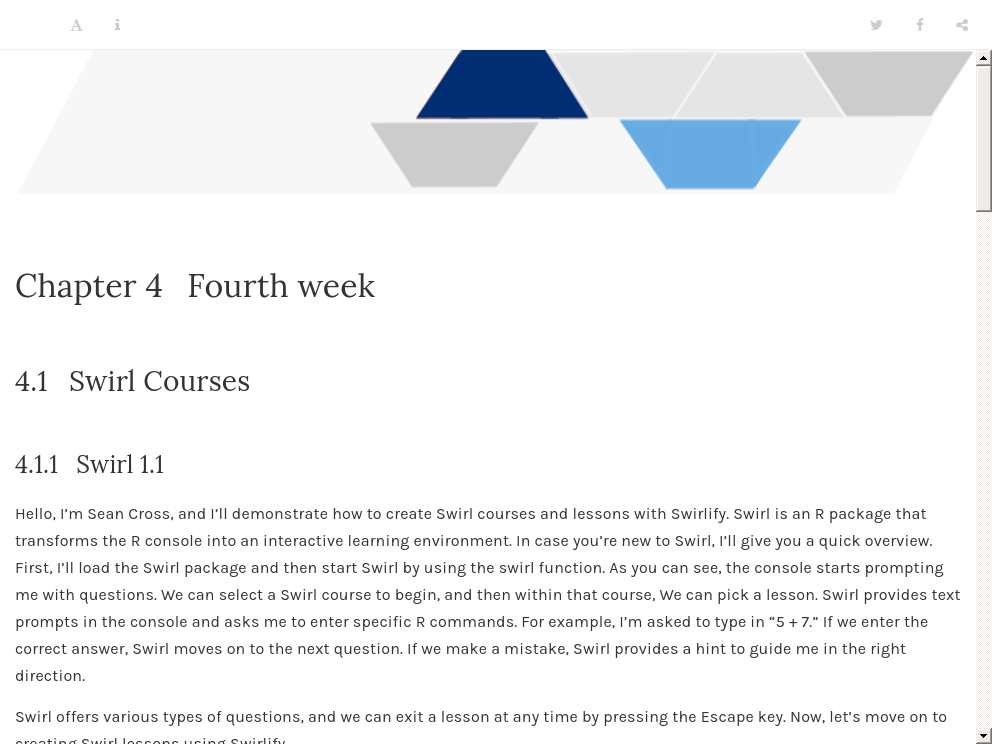 Chapter 4 Fourth week
4.1 Swirl Courses
4.1.1 Swirl 1.1
Hello, I’m Sean Cross, and I’ll demonstrate how to create Swirl courses and lessons with Swirlify. Swirl is an R package that
transforms the R console into an interactive learning environment. In case you’re new to Swirl, I’ll give you a quick overview.
First, I’ll load the Swirl package and then start Swirl by using the swirl function. As you can see, the console starts prompting
me with questions. We can select a Swirl course to begin, and then within that course, We can pick a lesson. Swirl provides text
prompts in the console and asks me to enter specific R commands. For example, I’m asked to type in “5 + 7.” If we enter the
correct answer, Swirl moves on to the next question. If we make a mistake, Swirl provides a hint to guide me in the right
direction.
Swirl offers various types of questions, and we can exit a lesson at any time by pressing the Escape key. Now, let’s move on to
creating Swirl lessons using Swirlify.